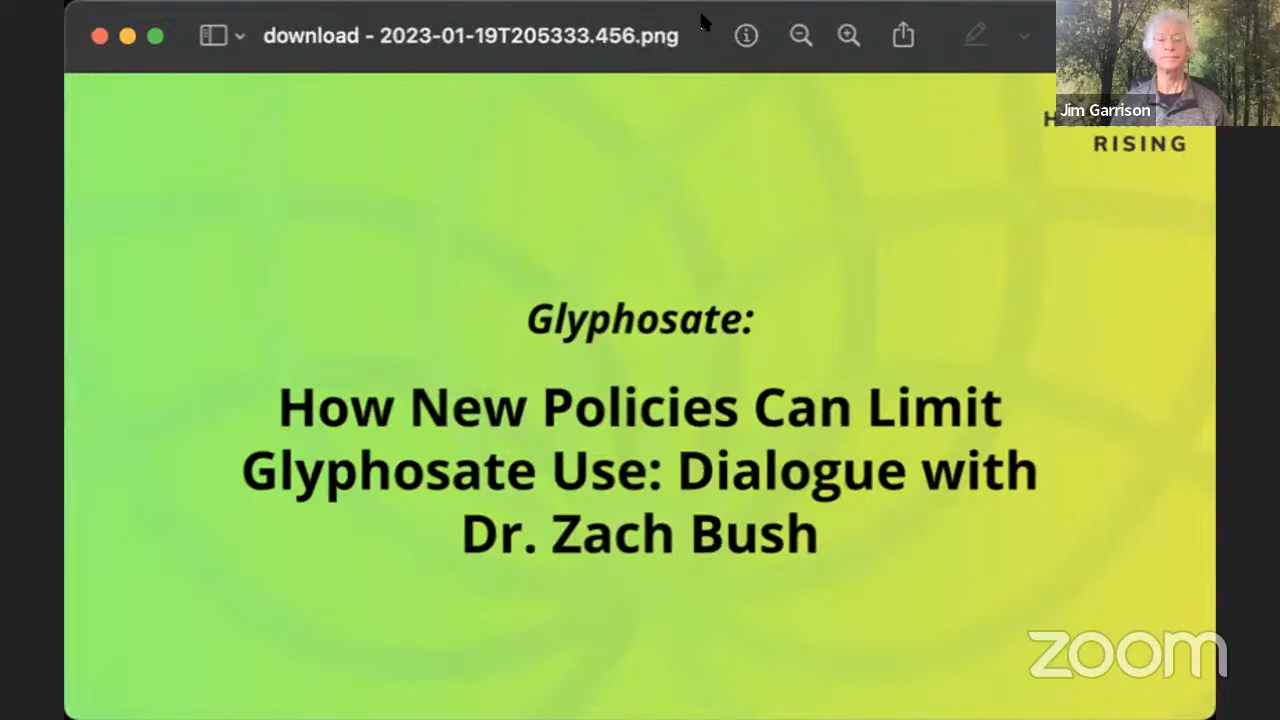 download - 2023-01-19T205333.456.png
Jim Garrison
RISING
Glyphosate:
How New Policies Can Limit
Glyphosate Use: Dialogue with
Dr. Zach Bush
zoom